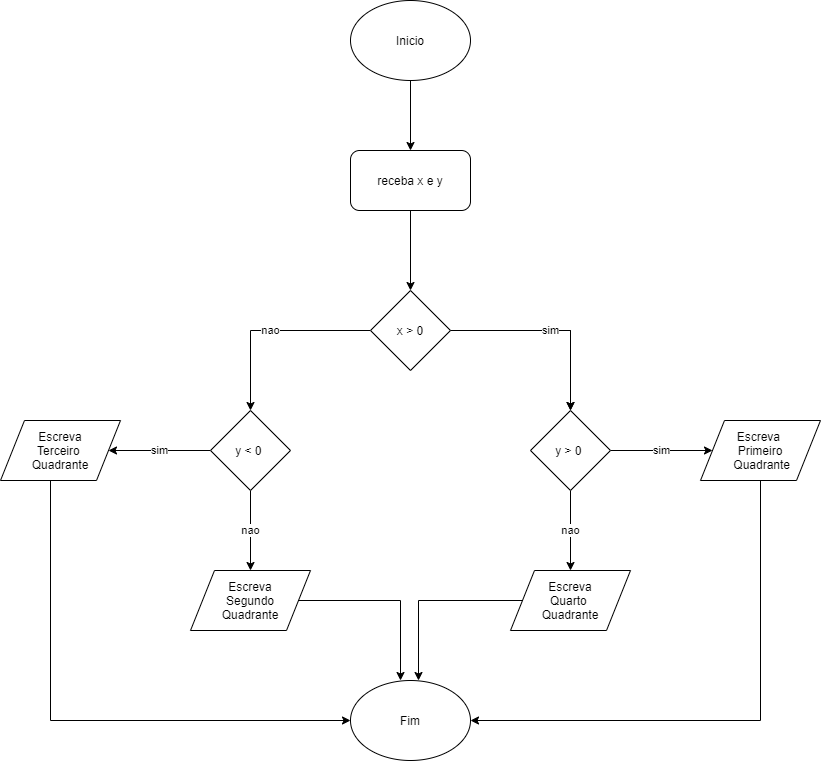 Inicio
receba x e y
x > 0
nao
sim
y < 0
sim
nao
y > 0
sim
nao
Escreva
Terceiro
Quadrante
Escreva
Primeiro
Quadrante
Escreva
Segundo
Quadrante
Escreva
Quarto
Quadrante
Fim